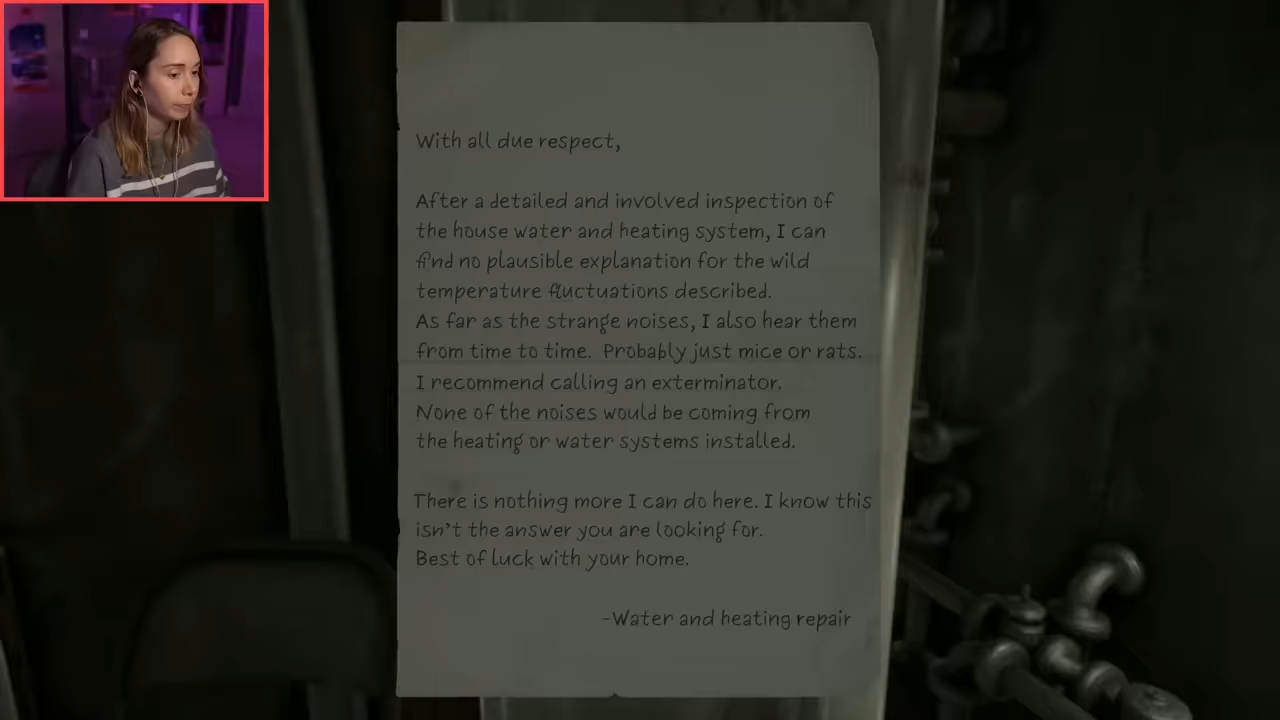 With all due respect,
After a detailed and involved inspection of
the house water and heating system, I can
find no plausible explanation for the wild
temperature fluctuations described.
As far as the strange noises, I also hear them
from time to time. Probably just mice or rats.
I recommend calling an exterminator.
None of the noises would be coming from
the heating or water systems installed.
There is nothing more I can do here. I know this
isn't the answer you are looking for.
Best of luck with your home.
-Water and heating repair